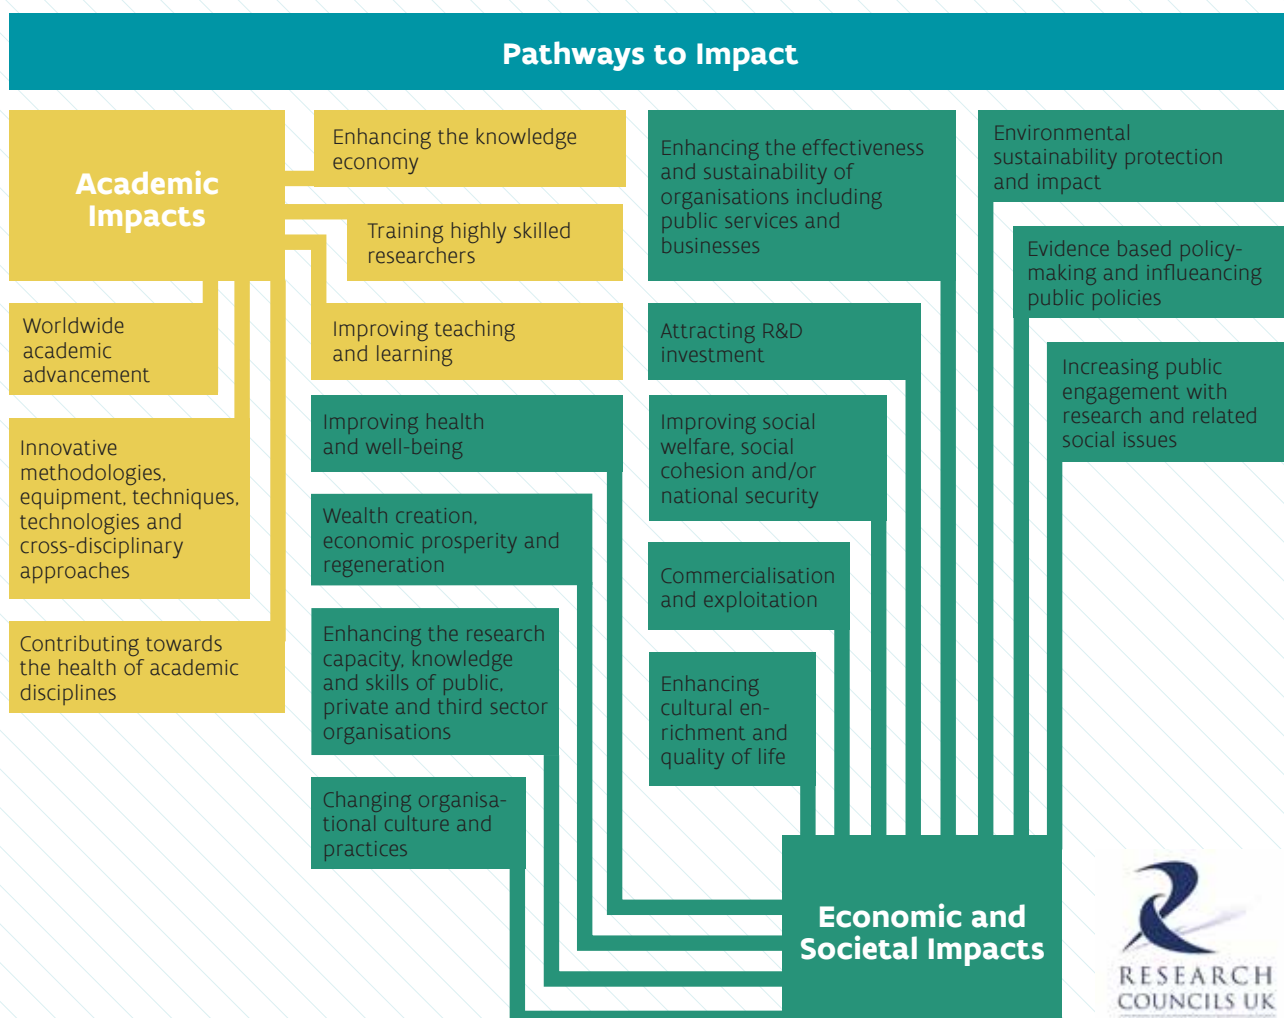 Pathways to Impact
Academic
Impacts
Enhancing the knowledge
economy
Training highly skilled
researchers
Improving teaching
and learning
Worldwide
academic
advancement
Innovative
methodologies,
equipment, techniques,
technologies and
cross-disciplinary
approaches
Contributing towards
the health of academic
disciplines
Improving health
and well-being
Wealth creation,
economic prosperity and
regeneration
Enhancing the research
capacity, knowledge
and skills of public,
private and third sector
organisations
Changing organisa-
tional culture and
practices
Enhancing the effectiveness
and sustainability of
organisations including
public services and
businesses
Attracting R&D
investment
Improving social
welfare, social
cohesion and/or
national security
Commercialisation
and exploitation
Enhancing
cultural en-
richment and
quality of life
Environmental
sustainability protection
and impact
Evidence based policy-
making and influeancing
public policies
Increasing public
engagement with
research and related
social issues
Economic and
Societal Impacts
RESEARCH
COUNCILS UK